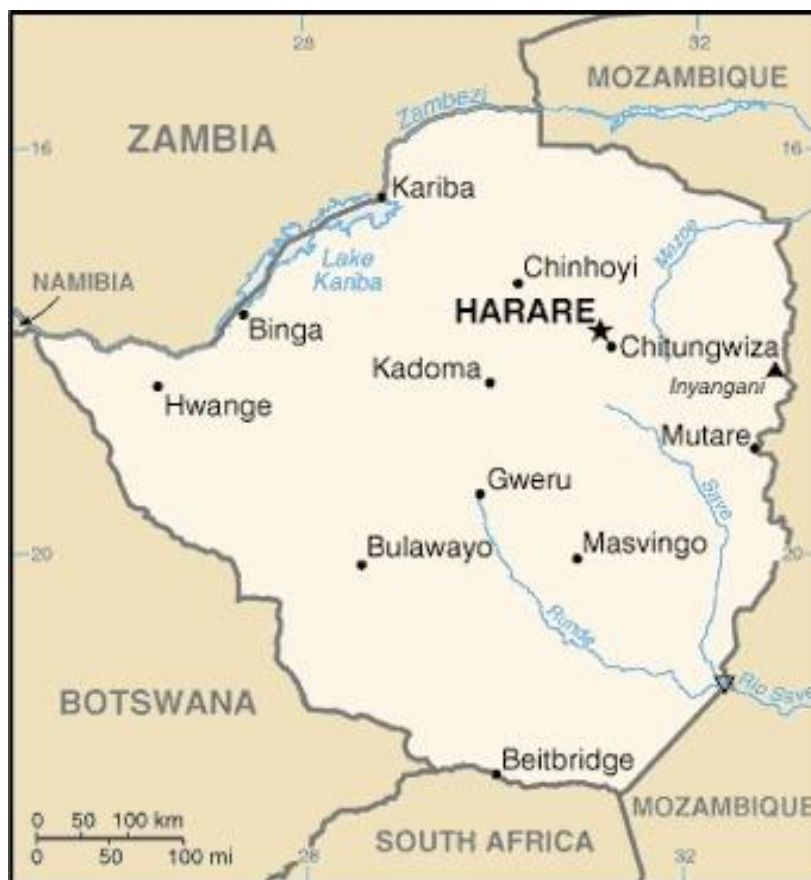 28
32
MOZAMBIQUE
Zambezi
ZAMBIA
16
16
Kariba
Lake
Kariba
Mazoe
Chinhoyi
NAMIBIA
HARARE
Binga
Chitungwiza
Kadoma
Inyangani
Hwange
Mutare
Gweru
Save
Bulawayo
Masvingo
20
20
Runde
Rio Save
BOTSWANA
Beitbridge
MOZAMBIQUE
0 50 100 km
0 50 100 mi
SOUTH AFRICA
28
32